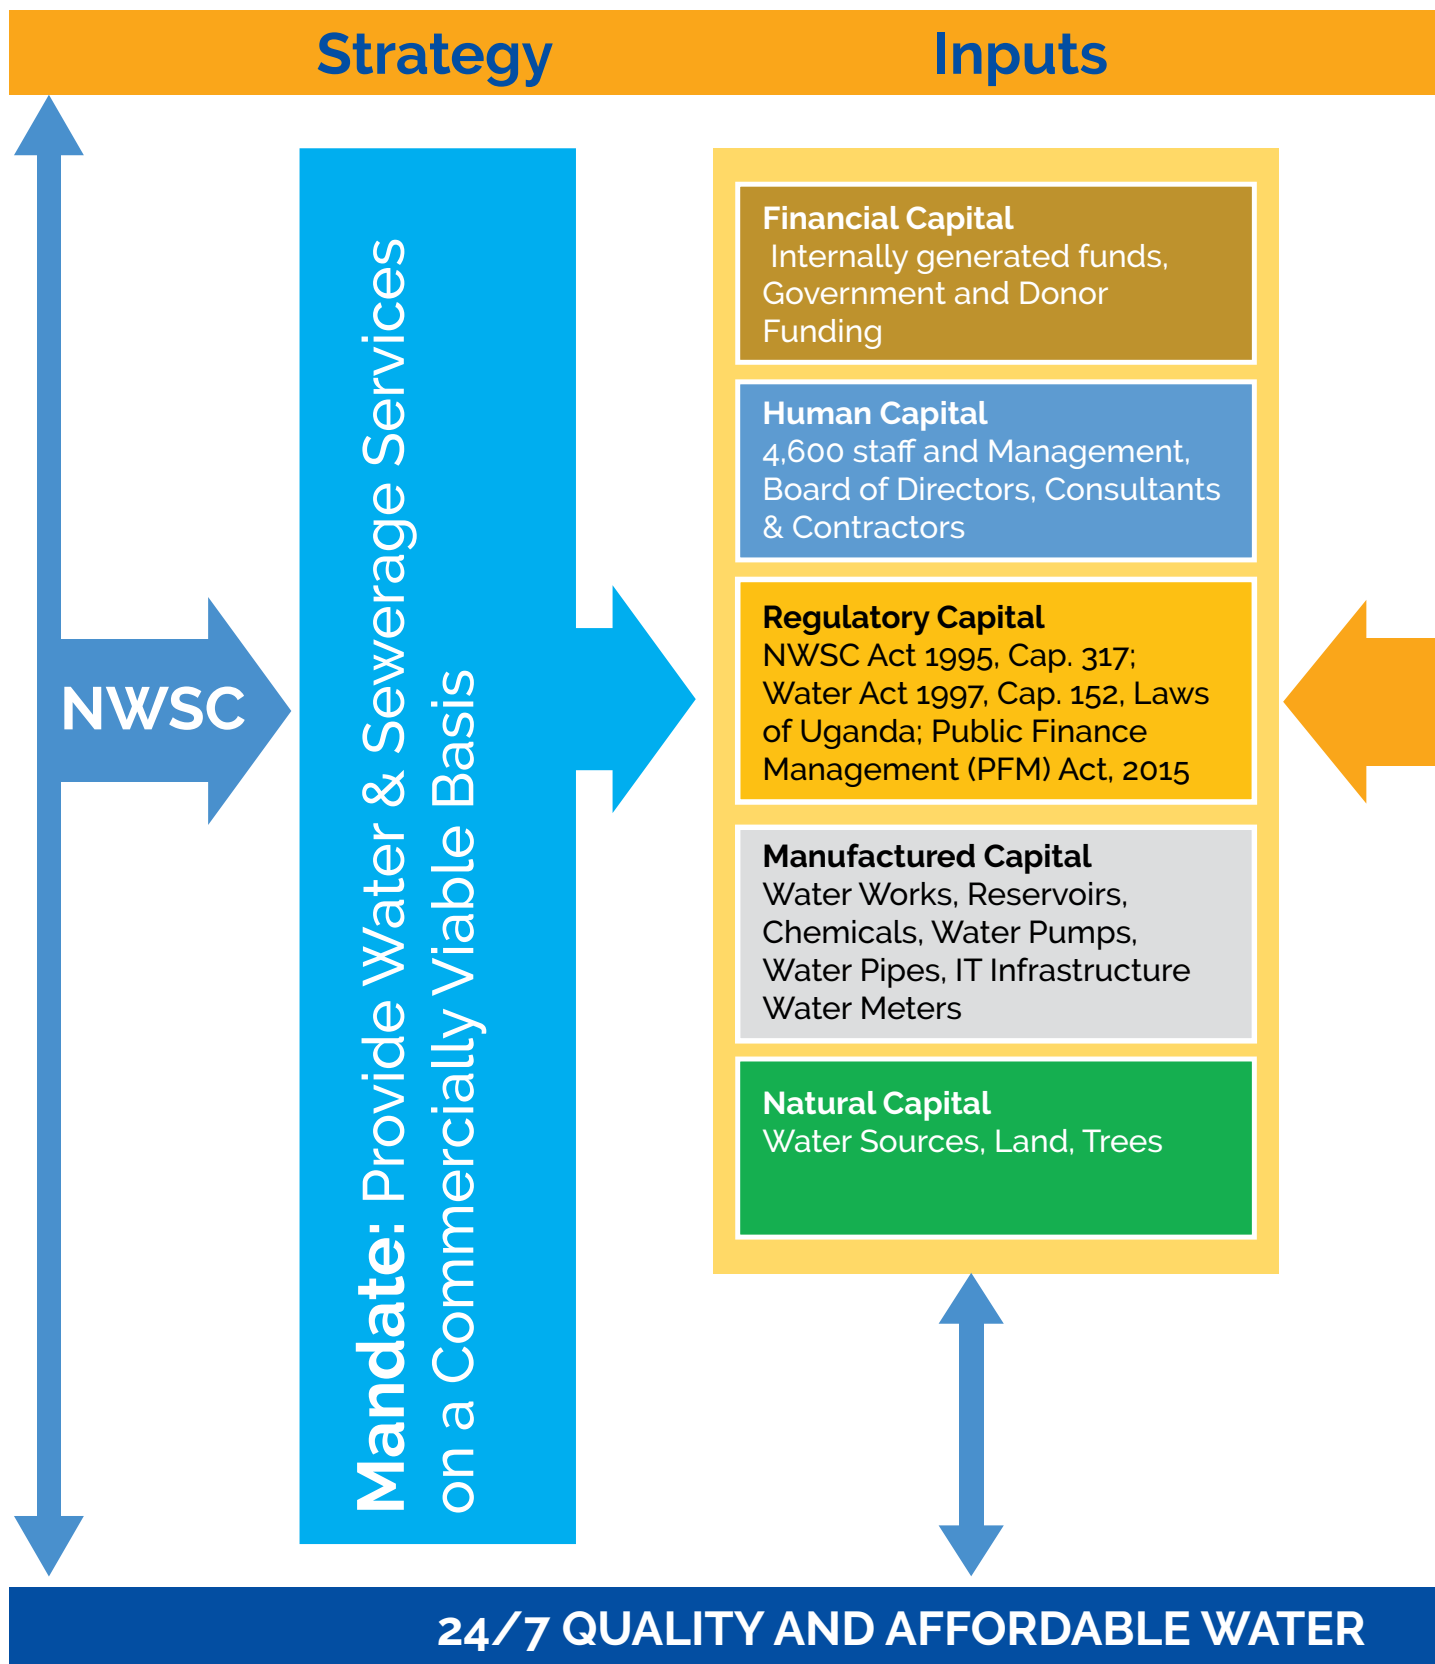 Strategy
Inputs
NWSC
Mandate: Provide Water & Sewerage Services
on a Commercially Viable Basis
Financial Capital
Internally generated funds,
Government and Donor
Funding
Human Capital
4,600 staff and Management,
Board of Directors, Consultants
& Contractors
Regulatory Capital
NWSC Act 1995, Cap. 317;
Water Act 1997, Cap. 152, Laws
of Uganda; Public Finance
Management (PFM) Act, 2015
Manufactured Capital
Water Works, Reservoirs,
Chemicals, Water Pumps,
Water Pipes, IT Infrastructure
Water Meters
Natural Capital
Water Sources, Land, Trees
24/7 QUALITY AND AFFORDABLE WATER